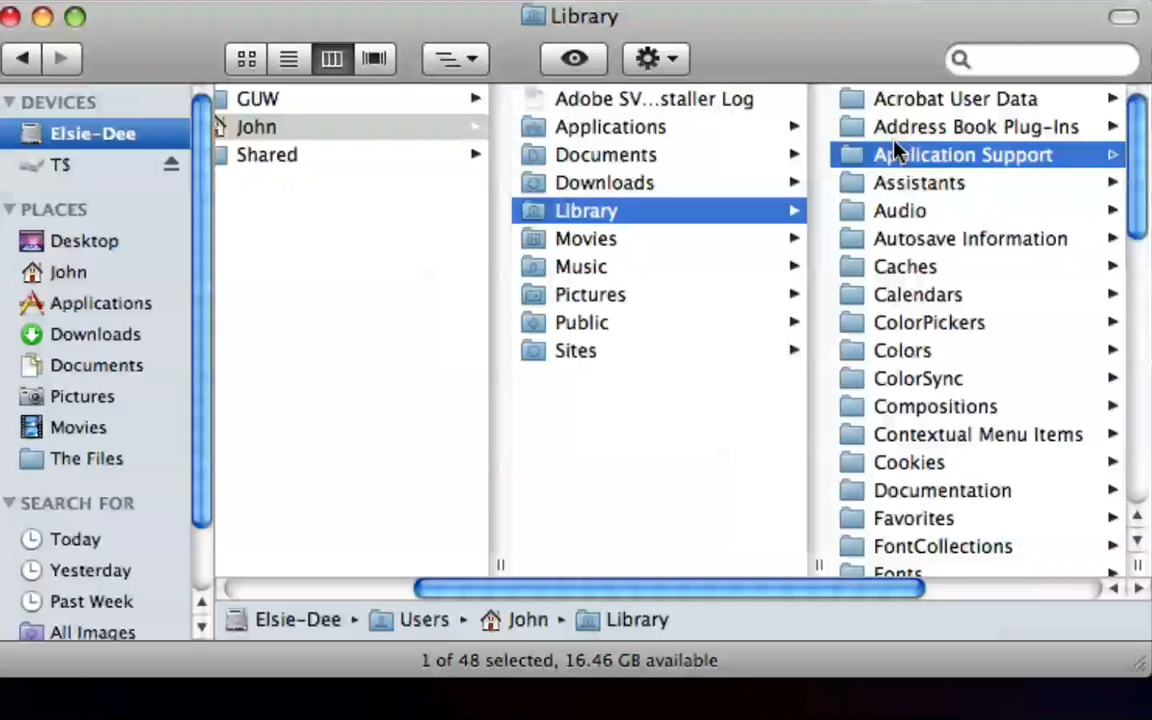 Library
DEVICES
Elsie-Dee
T$
PLACES
Desktop
John
Applications
Downloads
Documents
Pictures
Movies
The Files
SEARCH FOR
Today
Yesterday
Past Week
All Images
GUW
John
Shared
Adobe SV...staller Log
Applications
Documents
Downloads
Library
Movies
Music
Pictures
Public
Sites
Acrobat User Data
Address Book Plug-Ins
Application Support
Assistants
Audio
Autosave Information
Caches
Calendars
ColorPickers
Colors
ColorSync
Compositions
Contextual Menu Items
Cookies
Documentation
Favorites
FontCollections
Fonts
Elsie-Dee Users John Library
1 of 48 selected, 16.46 GB available